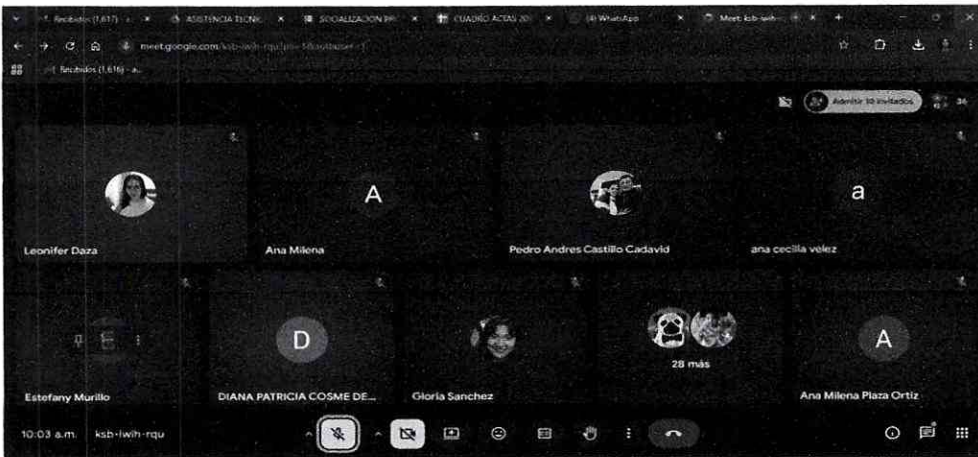 Recibidos (1,617) - a
ASISTENCIA TECNIC
SOCIALIZACION
CUADRO ACTAS 20
(4) WhatsApp
Meet: ksb-iwih-
meet.google.com/ksb-iwih-rqu
Recibidos (1,616) - a...
Admitir 10 invitados
36
A
a
Leonifer Daza
Ana Milena
Pedro Andres Castillo Cadavid
ana cecilia velez
D
28 más
A
Estefany Murillo
DIANA PATRICIA COSME DE...
Gloria Sanchez
Ana Milena Plaza Ortiz
10:03 a.m.
ksb-iwih-rqu